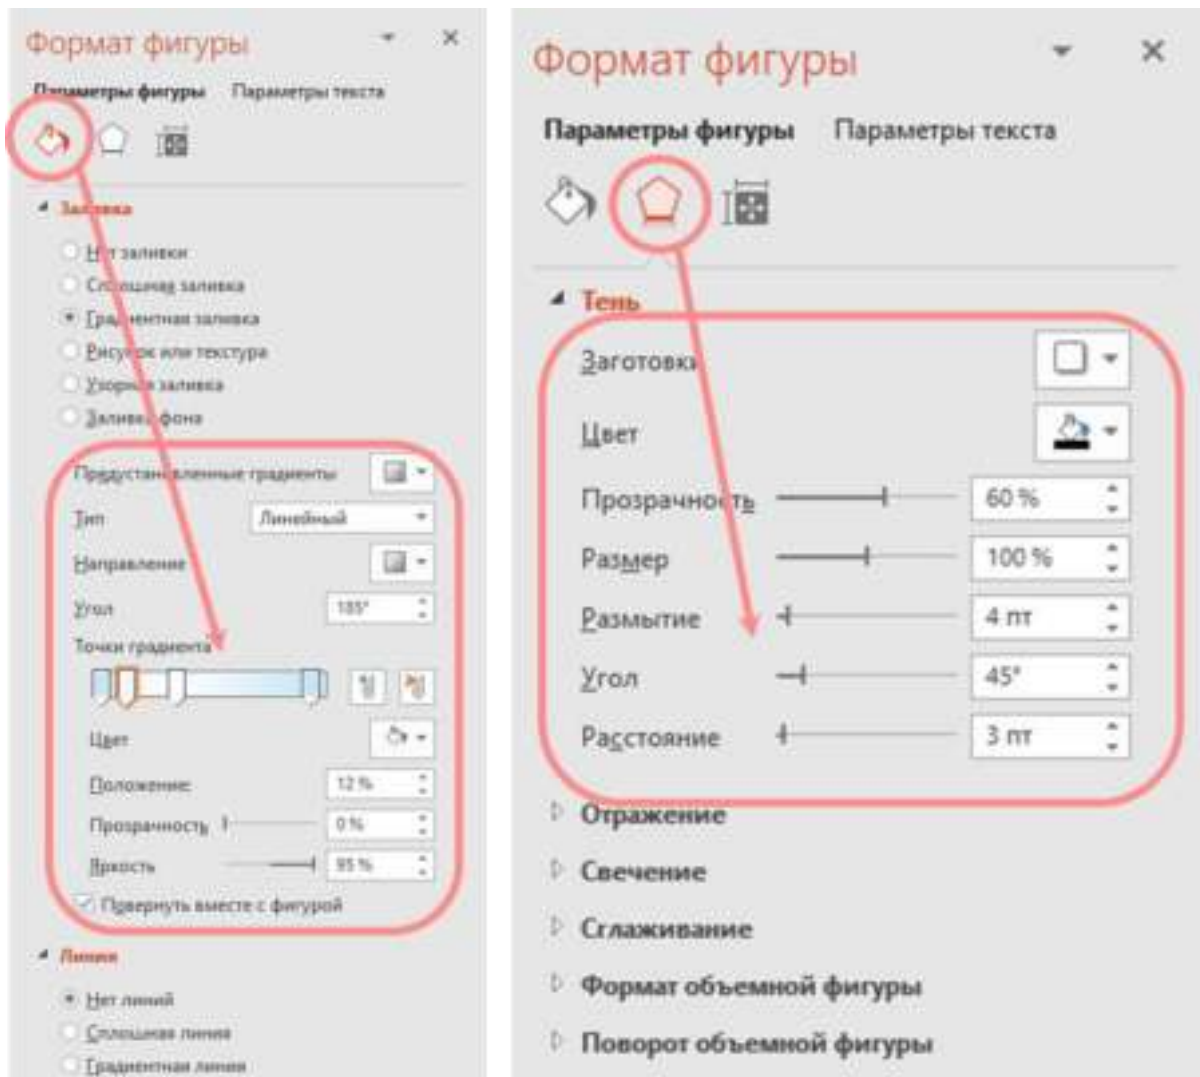 Формат фигуры
Параметры фигуры Параметры текста
Заливка
Нет заливки
Сплошная заливка
Градиентная заливка
Рисунок или текстура
Узорная заливка
Заливка фона
Предустановленные градиенты
Тип Линейный
Направление
Угол 185°
Точки градиента
Цвет
Положение 12 %
Прозрачность 0 %
Яркость 95 %
Повернуть вместе с фигурой
Линия
Нет линий
Сплошная линия
Градиентная линия
Формат фигуры
Параметры фигуры Параметры текста
Тень
Заготовки
Цвет
Прозрачность 60 %
Размер 100 %
Размытие 4 пт
Угол 45°
Расстояние 3 пт
Отражение
Свечение
Сглаживание
Формат объемной фигуры
Поворот объемной фигуры